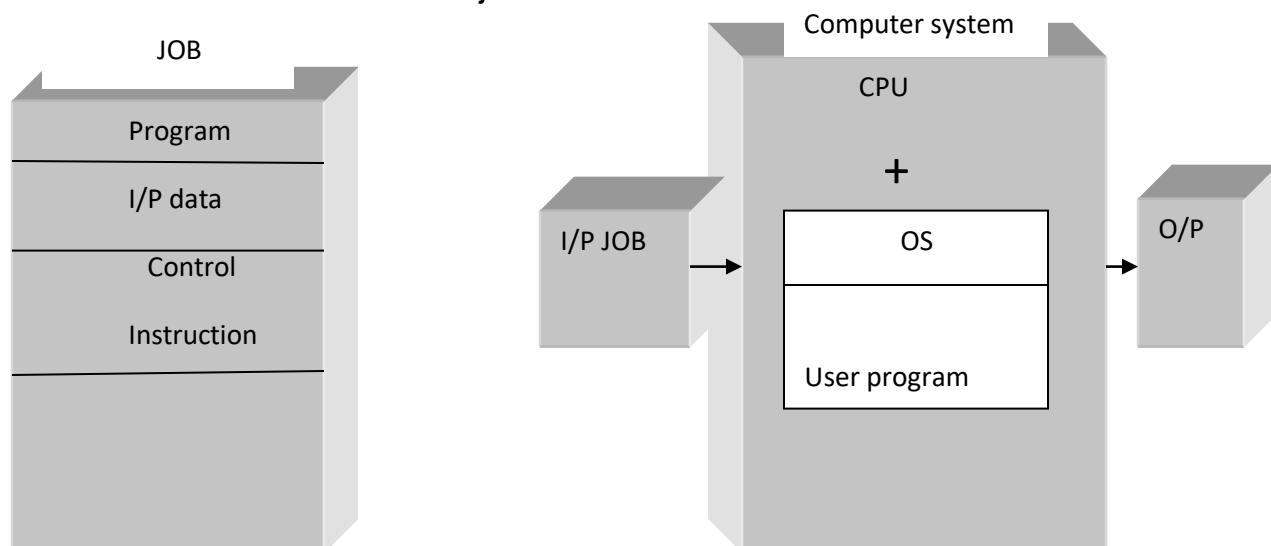 JOB
Program
I/P data
Control
Instruction
Computer system
CPU
+
I/P JOB
OS
User program
O/P